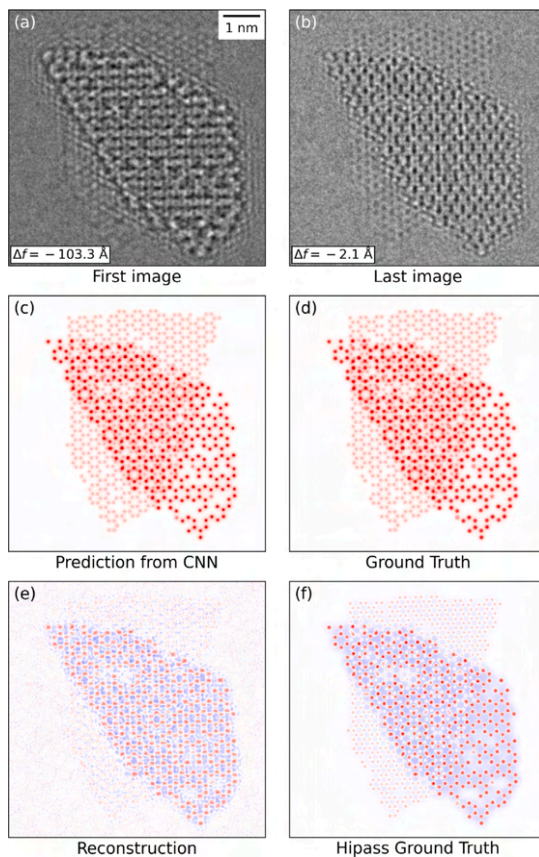 (a)
1 nm
(b)
Δf = −103.3 Å
Δf = −2.1 Å
First image
Last image
(c)
(d)
Prediction from CNN
Ground Truth
(e)
(f)
Reconstruction
Hipass Ground Truth